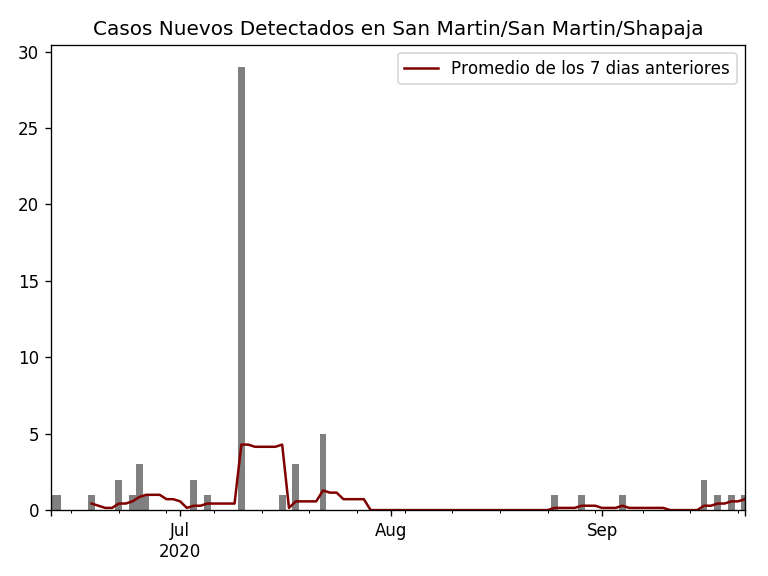 Casos Nuevos Detectados en San Martin/San Martin/Shapaja
Promedio de los 7 dias anteriores
30
25
20
15
10
5
0
Jul
2020
Aug
Sep